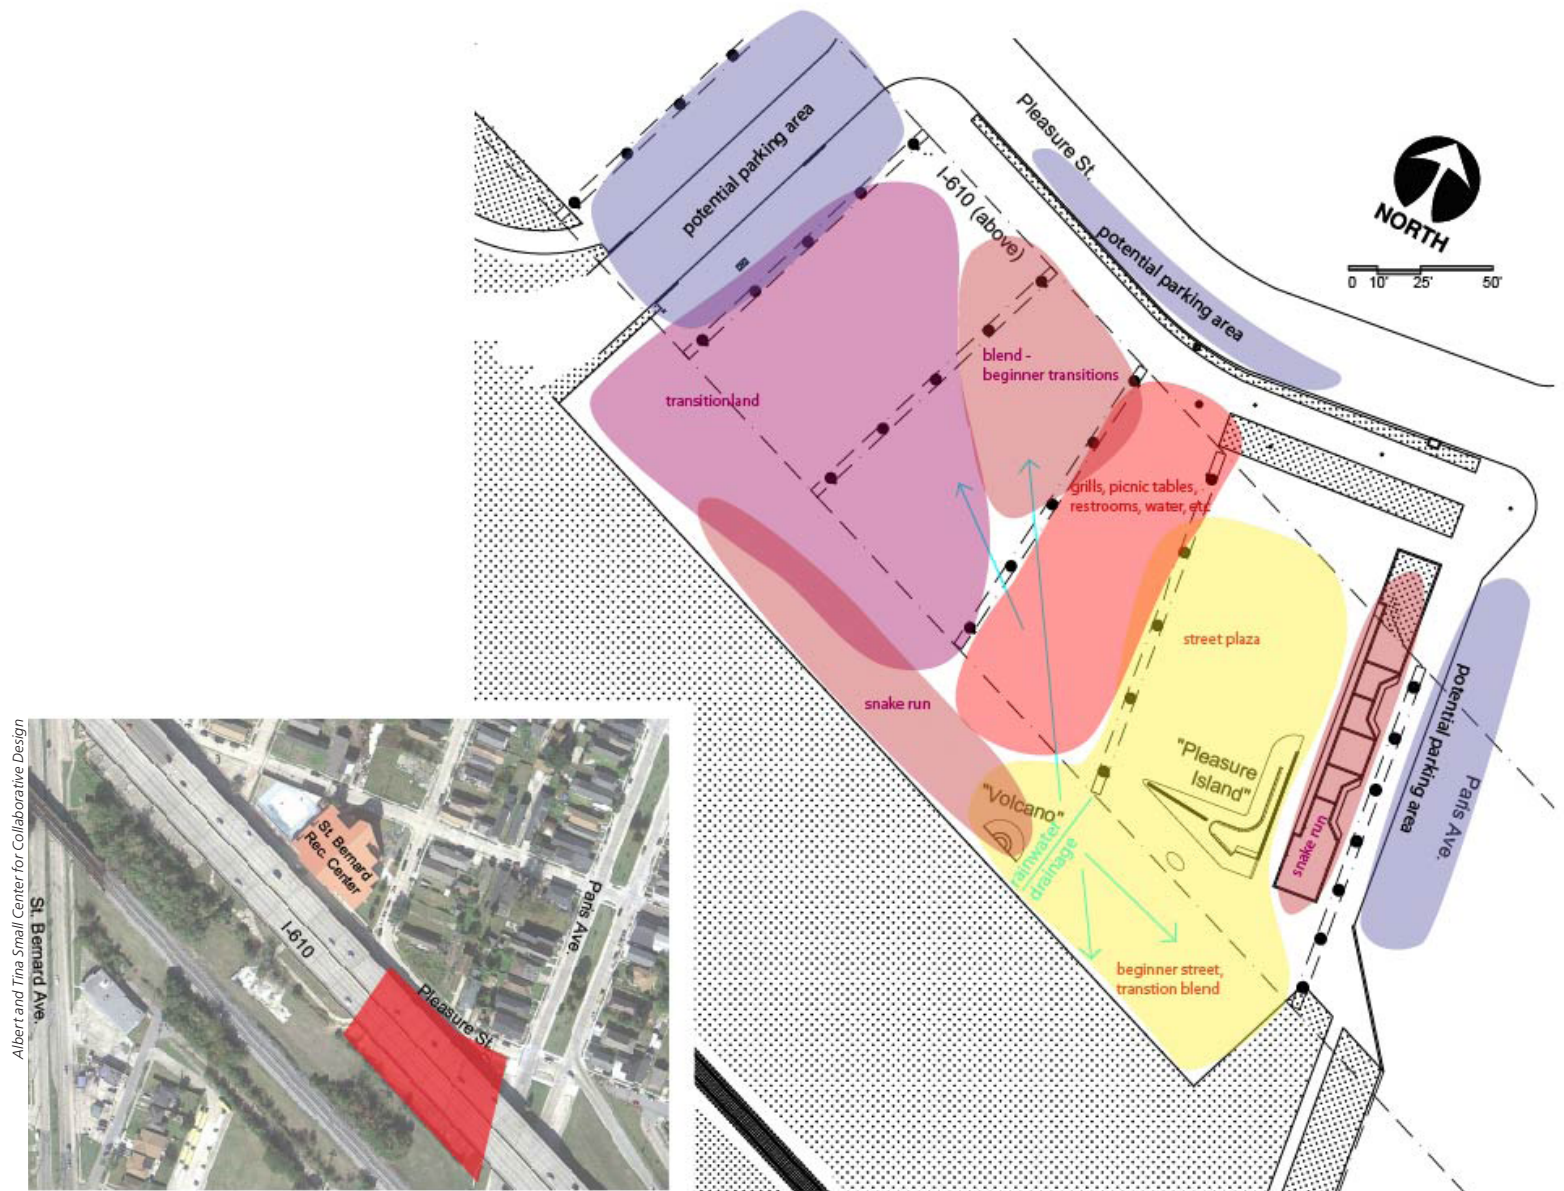 potential parking area
Pleasure St.
I-610 (above)
potential parking area
NORTH
0 10' 25' 50'
blend -
beginner transitions
transitionland
grills, picnic tables,
restrooms, water, etc
street plaza
snake run
"Pleasure
Island"
"Volcano"
rainwater
drainage
snake run
potential parking area
Paris Ave.
beginner street,
transtion blend
Albert and Tina Small Center for Collaborative Design
St. Bernard Ave.
St. Bernard
Rec. Center
I-610
Paris Ave.
Pleasure St.